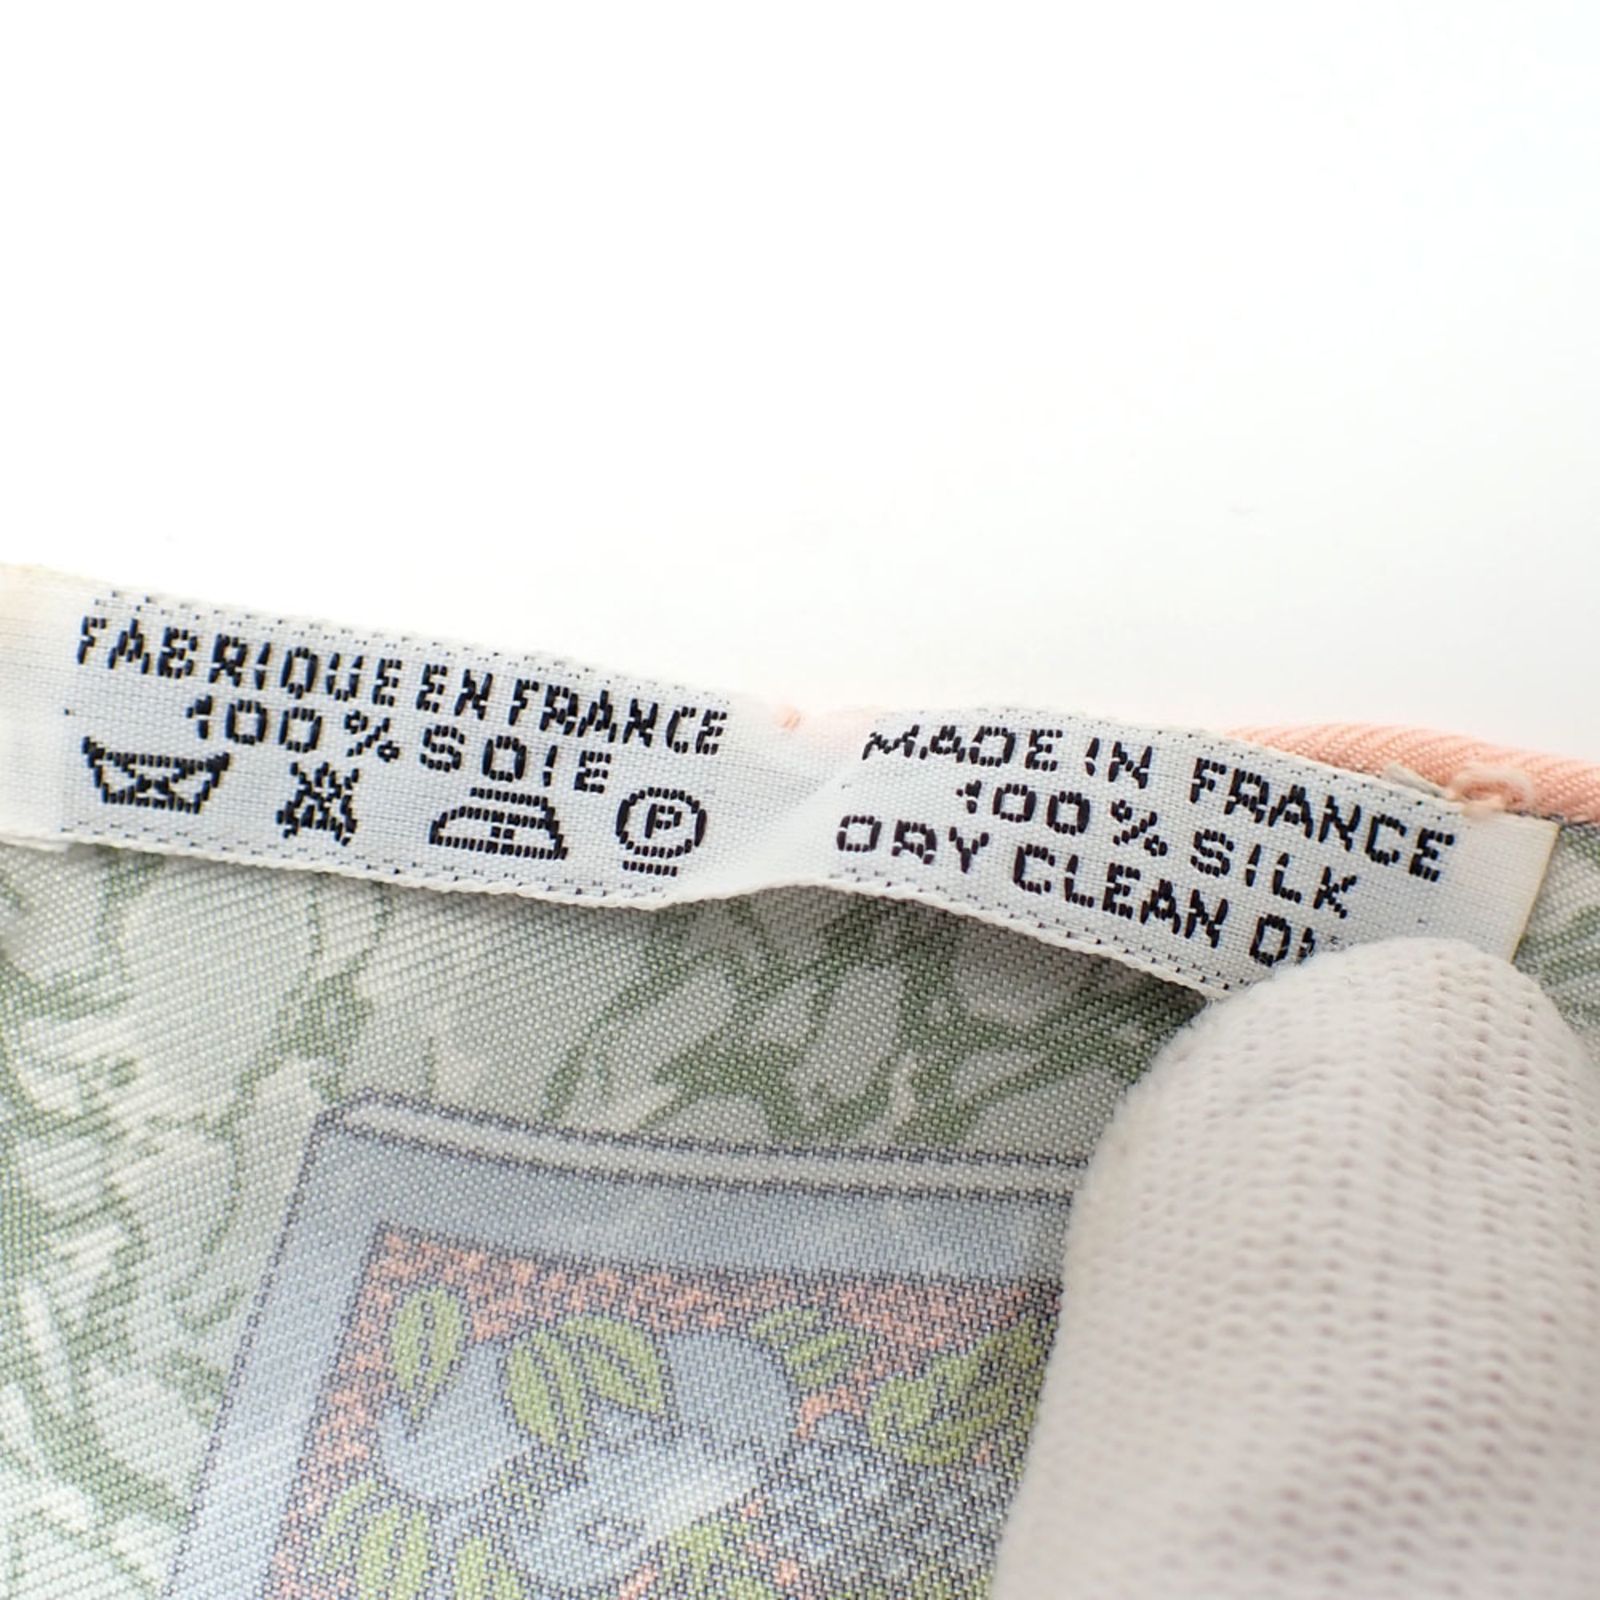 FABRIQUE EN FRANCE
100% SOIE
P
MADE IN FRANCE
100% SILK
DRY CLEAN